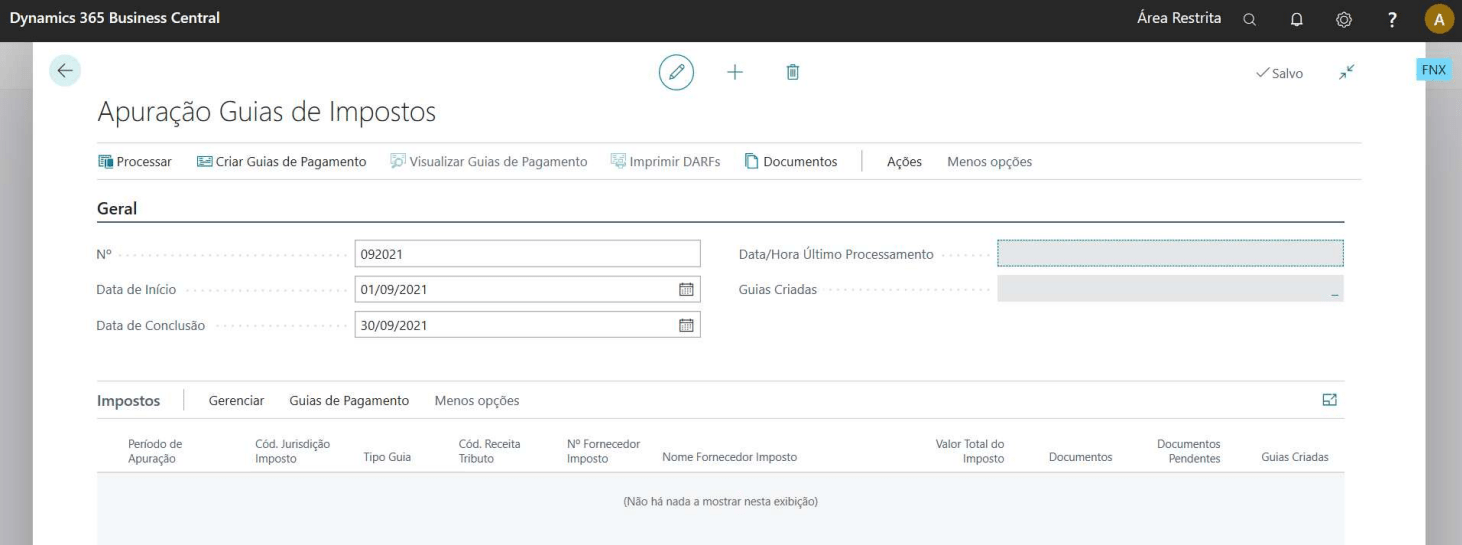 Dynamics 365 Business Central
Área Restrita
?
A
Salvo
FNX
Apuração Guias de Impostos
Processar
Criar Guias de Pagamento
Visualizar Guias de Pagamento
Imprimir DARFs
Documentos
Ações
Menos opções
Geral
Nº
092021
Data/Hora Último Processamento
Data de Início
01/09/2021
Guias Criadas
_
Data de Conclusão
30/09/2021
Impostos
Gerenciar
Guias de Pagamento
Menos opções
Período de
Apuração
Cód. Jurisdição
Imposto
Tipo Guia
Cód. Receita
Tributo
Nº Fornecedor
Imposto
Nome Fornecedor Imposto
Valor Total do
Imposto
Documentos
Documentos
Pendentes
Guias Criadas
(Não há nada a mostrar nesta exibição)